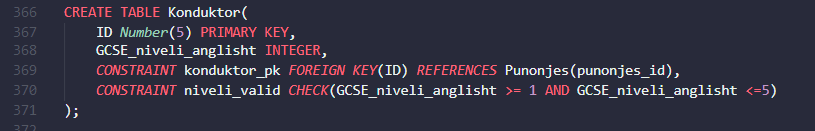 366 CREATE TABLE Konduktor(
367 ID Number(5) PRIMARY KEY,
368 GCSE_niveli_anglisht INTEGER,
369 CONSTRAINT konduktor_pk FOREIGN KEY(ID) REFERENCES Punonjes(punonjes_id),
370 CONSTRAINT niveli_valid CHECK(GCSE_niveli_anglisht >= 1 AND GCSE_niveli_anglisht <=5)
371 );
372